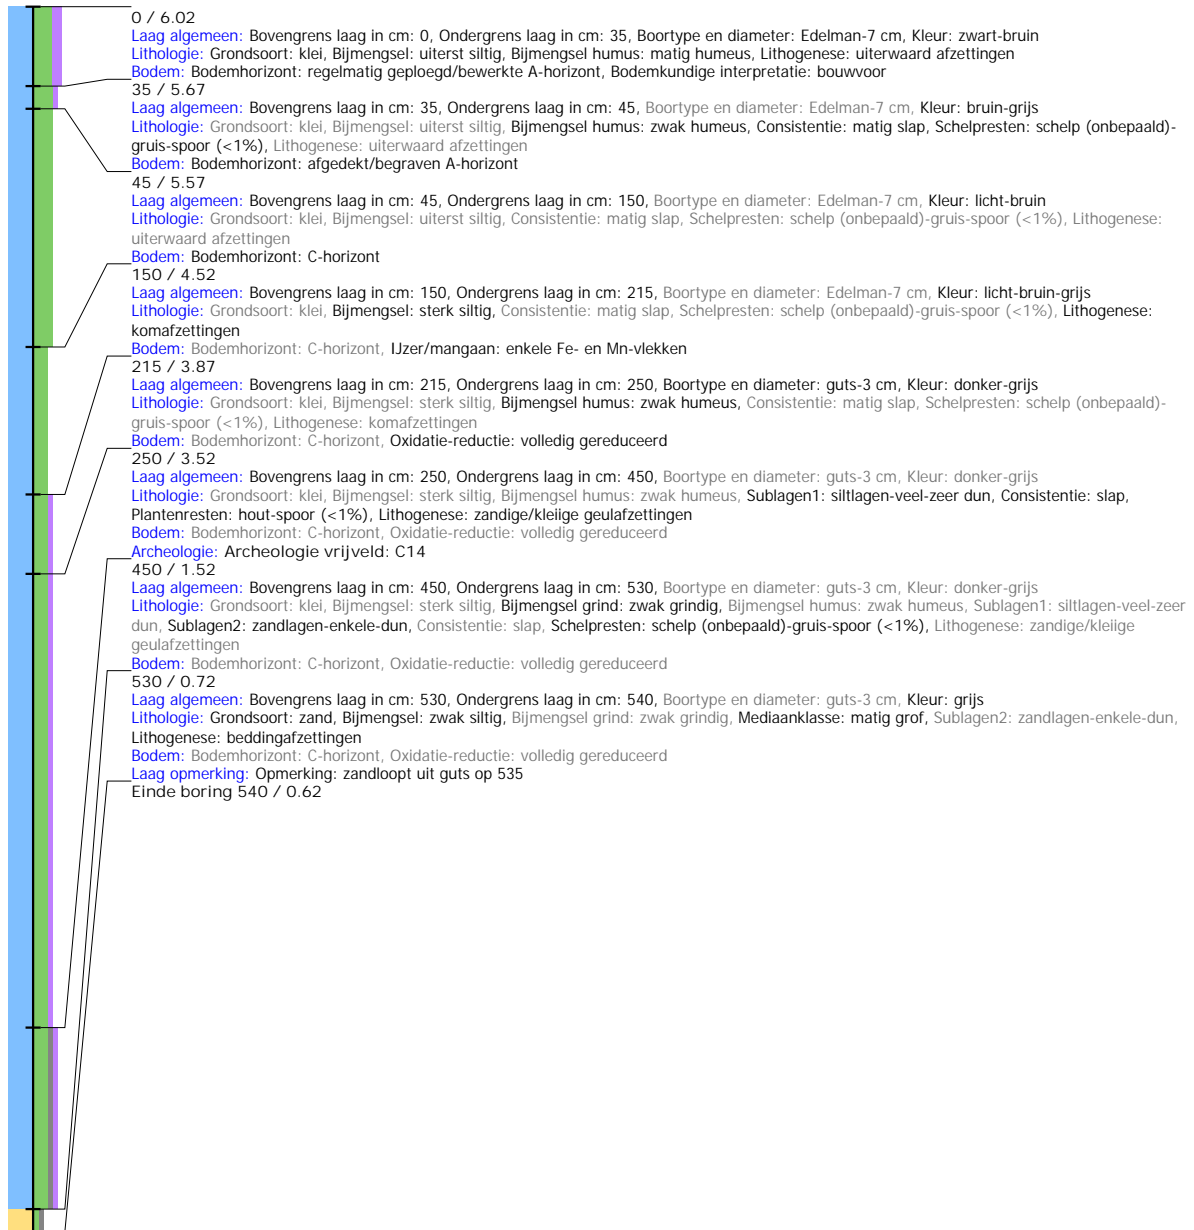 0 / 6.02
Laag algemeen: Bovengrens laag in cm: 0, Ondergrens laag in cm: 35, Boortype en diameter: Edelman-7 cm, Kleur: zwart-bruin
Lithologie: Grondsoort: klei, Bijmengsel: uiterst siltig, Bijmengsel humus: matig humeus, Lithogenese: uiterwaard afzettingen
Bodem: Bodemhorizont: regelmatig geploegd/bewerkte A-horizont, Bodemkundige interpretatie: bouwvoor
35 / 5.67
Laag algemeen: Bovengrens laag in cm: 35, Ondergrens laag in cm: 45, Boortype en diameter: Edelman-7 cm, Kleur: bruin-grijs
Lithologie: Grondsoort: klei, Bijmengsel: uiterst siltig, Bijmengsel humus: zwak humeus, Consistentie: matig slap, Schelpresten: schelp (onbepaald)-
gruis-spoor (<1%), Lithogenese: uiterwaard afzettingen
Bodem: Bodemhorizont: afgedekt/begraven A-horizont
45 / 5.57
Laag algemeen: Bovengrens laag in cm: 45, Ondergrens laag in cm: 150, Boortype en diameter: Edelman-7 cm, Kleur: licht-bruin
Lithologie: Grondsoort: klei, Bijmengsel: uiterst siltig, Consistentie: matig slap, Schelpresten: schelp (onbepaald)-gruis-spoor (<1%), Lithogenese:
uiterwaard afzettingen
Bodem: Bodemhorizont: C-horizont
150 / 4.52
Laag algemeen: Bovengrens laag in cm: 150, Ondergrens laag in cm: 215, Boortype en diameter: Edelman-7 cm, Kleur: licht-bruin-grijs
Lithologie: Grondsoort: klei, Bijmengsel: sterk siltig, Consistentie: matig slap, Schelpresten: schelp (onbepaald)-gruis-spoor (<1%), Lithogenese:
komafzettingen
Bodem: Bodemhorizont: C-horizont, IJzer/mangaan: enkele Fe- en Mn-vlekken
215 / 3.87
Laag algemeen: Bovengrens laag in cm: 215, Ondergrens laag in cm: 250, Boortype en diameter: guts-3 cm, Kleur: donker-grijs
Lithologie: Grondsoort: klei, Bijmengsel: sterk siltig, Bijmengsel humus: zwak humeus, Consistentie: matig slap, Schelpresten: schelp (onbepaald)-
gruis-spoor (<1%), Lithogenese: komafzettingen
Bodem: Bodemhorizont: C-horizont, Oxidatie-reductie: volledig gereduceerd
250 / 3.52
Laag algemeen: Bovengrens laag in cm: 250, Ondergrens laag in cm: 450, Boortype en diameter: guts-3 cm, Kleur: donker-grijs
Lithologie: Grondsoort: klei, Bijmengsel: sterk siltig, Bijmengsel humus: zwak humeus, Sublagen1: siltlagen-veel-zeer dun, Consistentie: slap,
Plantenresten: hout-spoor (<1%), Lithogenese: zandige/kleiige geulafzettingen
Bodem: Bodemhorizont: C-horizont, Oxidatie-reductie: volledig gereduceerd
Archeologie: Archeologie vrijveld: C14
450 / 1.52
Laag algemeen: Bovengrens laag in cm: 450, Ondergrens laag in cm: 530, Boortype en diameter: guts-3 cm, Kleur: donker-grijs
Lithologie: Grondsoort: klei, Bijmengsel: sterk siltig, Bijmengsel grind: zwak grindig, Bijmengsel humus: zwak humeus, Sublagen1: siltlagen-veel-zeer
dun, Sublagen2: zandlagen-enkele-dun, Consistentie: slap, Schelpresten: schelp (onbepaald)-gruis-spoor (<1%), Lithogenese: zandige/kleiige
geulafzettingen
Bodem: Bodemhorizont: C-horizont, Oxidatie-reductie: volledig gereduceerd
530 / 0.72
Laag algemeen: Bovengrens laag in cm: 530, Ondergrens laag in cm: 540, Boortype en diameter: guts-3 cm, Kleur: grijs
Lithologie: Grondsoort: zand, Bijmengsel: zwak siltig, Bijmengsel grind: zwak grindig, Mediaanklasse: matig grof, Sublagen2: zandlagen-enkele-dun,
Lithogenese: beddingafzettingen
Bodem: Bodemhorizont: C-horizont, Oxidatie-reductie: volledig gereduceerd
Laag opmerking: Opmerking: zandloopt uit guts op 535
Einde boring 540 / 0.62